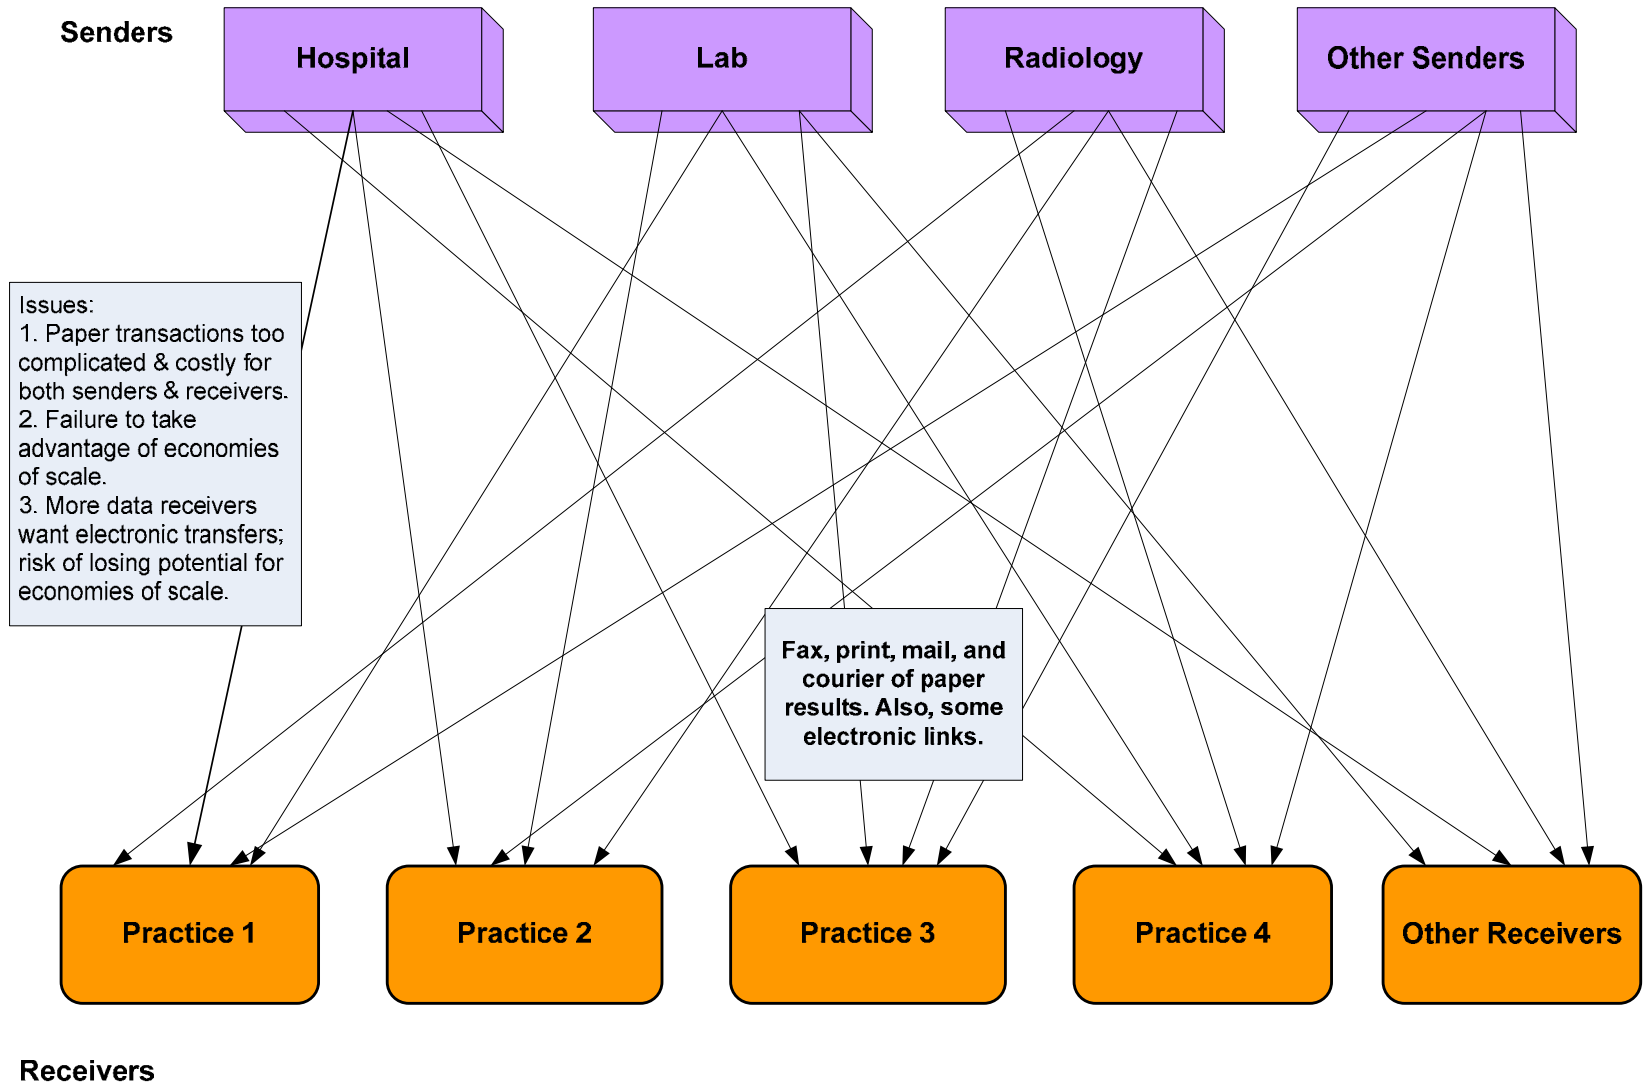 Senders
Hospital
Lab
Radiology
Other Senders
Issues:
1. Paper transactions too
complicated & costly for
both senders & receivers.
2. Failure to take
advantage of economies
of scale.
3. More data receivers
want electronic transfers;
risk of losing potential for
economies of scale.
Fax, print, mail, and
courier of paper
results. Also, some
electronic links.
Practice 1
Practice 2
Practice 3
Practice 4
Other Receivers
Receivers